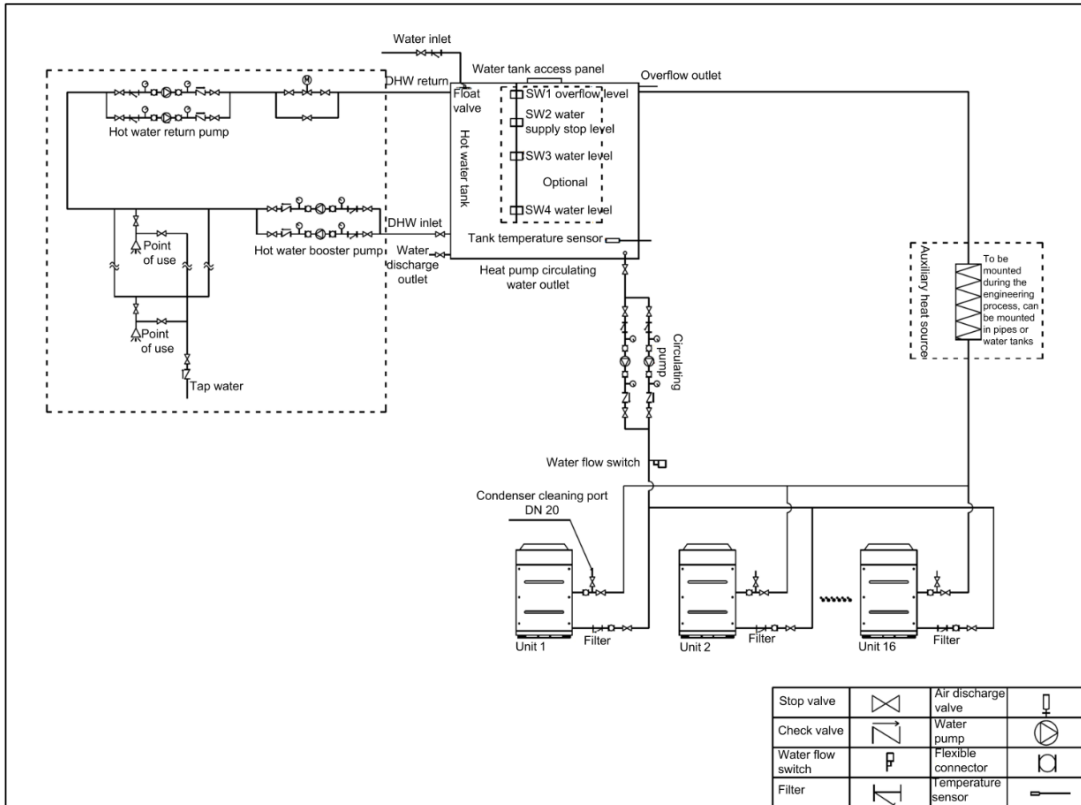 Water inlet
DHW return
Water tank access panel
Overflow outlet
M
Float
valve
SW1 overflow level
SW2 water
supply stop level
SW3 water level
Optional
SW4 water level
Hot water tank
Hot water return pump
DHW inlet
Tank temperature sensor
Hot water booster pump
Water
discharge
outlet
Heat pump circulating
water outlet
Point
of use
Point
of use
Tap water
Circulating
pump
Auxiliary heat source
To be
mounted
during the
engineering
process, can
be mounted
in pipes or
water tanks
Water flow switch
Condenser cleaning port
DN 20
Filter
Filter
Filter
Unit 1
Unit 2
Unit 16
Stop valve
Air discharge
valve
Check valve
Water
pump
Water flow
switch
Flexible
connector
Filter
Temperature
sensor